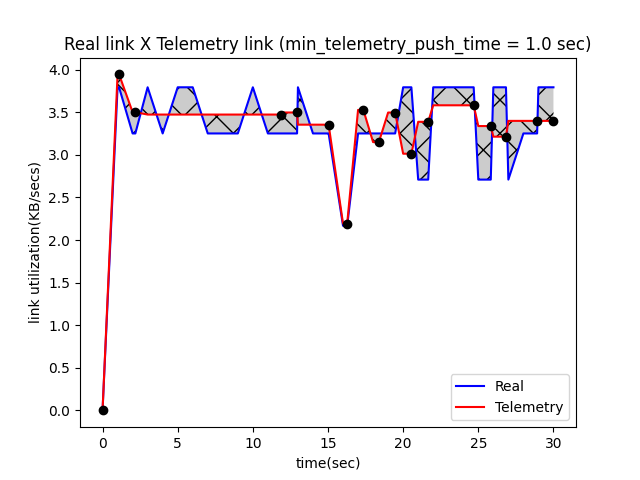 Real link X Telemetry link (min_telemetry_push_time = 1.0 sec)
4.0
3.5
3.0
2.5
2.0
1.5
1.0
0.5
0.0
link utilization(KB/secs)
Real
Telemetry
0 5 10 15 20 25 30
time(sec)